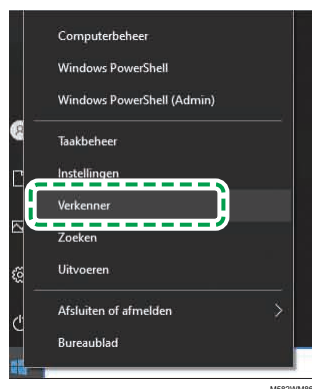 Computerbeheer
Windows PowerShell
Windows PowerShell (Admin)
Taakbeheer
Instellingen
Verkenner
Zoeken
Uitvoeren
Afsluiten of afmelden
Bureaublad